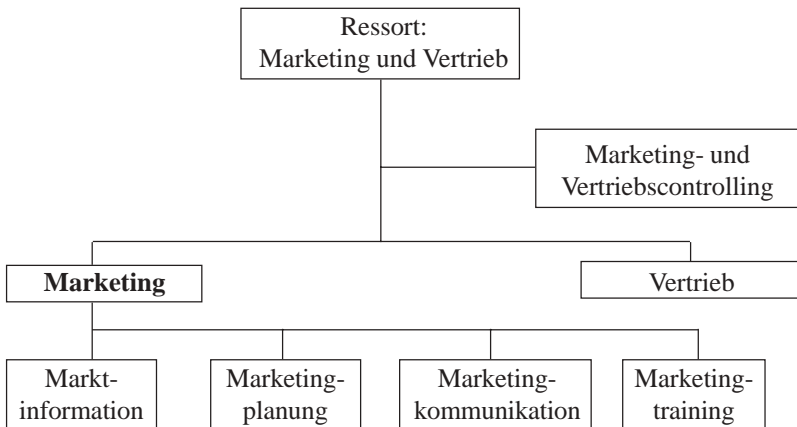 Ressort:
Marketing und Vertrieb
Marketing- und
Vertriebscontrolling
Marketing
Vertrieb
Markt-
information
Marketing-
planung
Marketing-
kommunikation
Marketing-
training